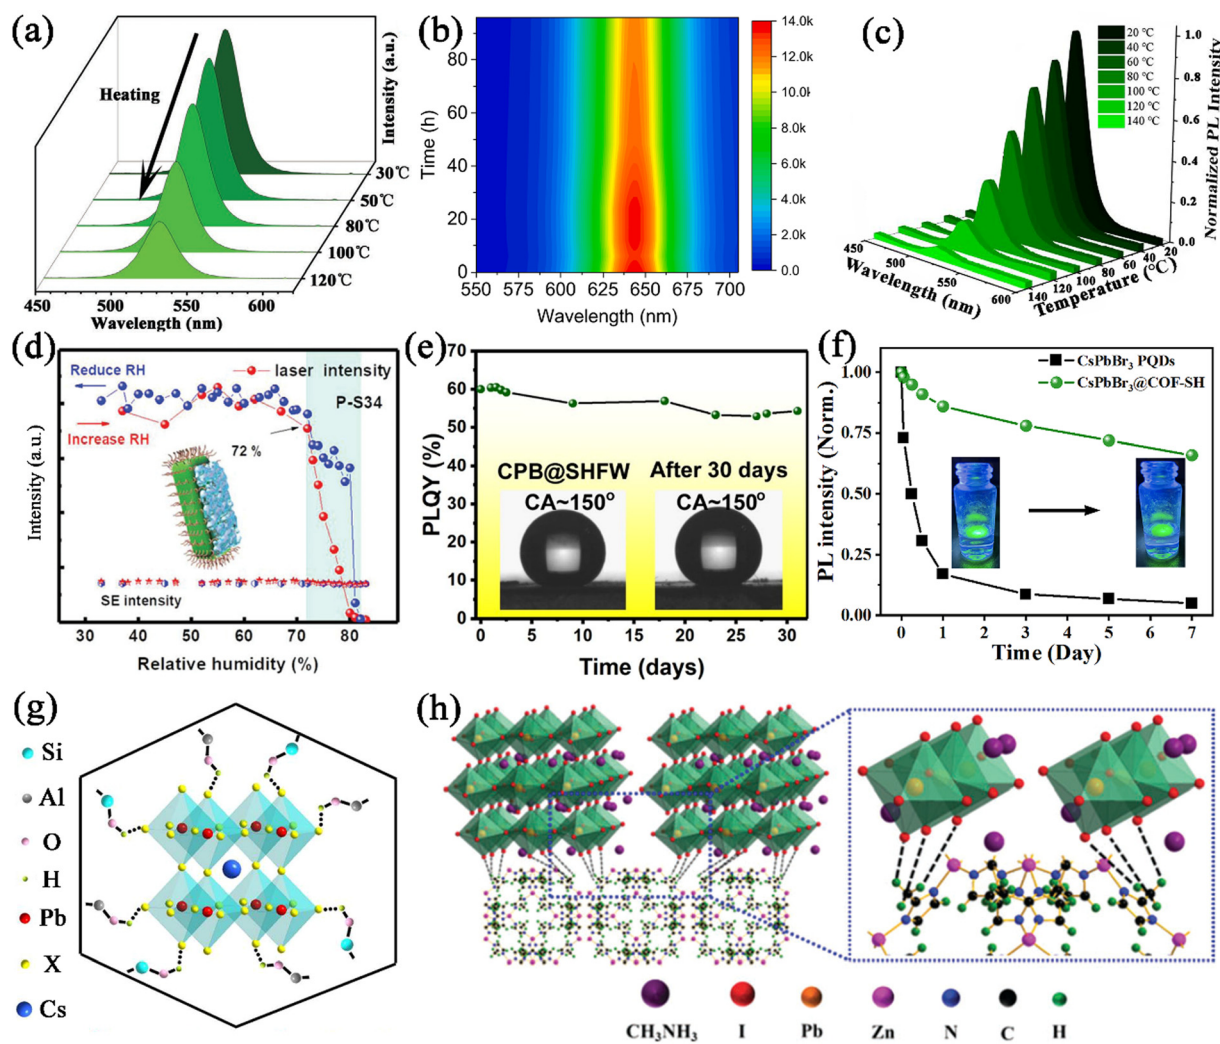 (a)
Heating
Intensity (a.u.)
30℃
50℃
80℃
100℃
120℃
450
500
550
600
Wavelength (nm)
(b)
Time (h)
80
60
40
20
0
550
575
600
625
650
675
700
Wavelength (nm)
14.0k
12.0k
10.0k
8.0k
6.0k
4.0k
2.0k
0.0
(c)
20 ℃
40 ℃
60 ℃
80 ℃
100 ℃
120 ℃
140 ℃
1.0
0.8
0.6
0.4
0.2
0.0
Normalized PL Intensity
450
500
550
600
Wavelength (nm)
140
120
100
80
60
40
20
Temperature (℃)
(d)
Reduce RH
laser intensity
P-S34
Increase RH
72 %
SE intensity
Intensity (a.u.)
30
40
50
60
70
80
90
Relative humidity (%)
(e)
PLQY (%)
70
60
50
40
30
20
10
0
CPB@SHFW
After 30 days
CA~150°
CA~150°
0
5
10
15
20
25
30
Time (days)
(f)
CsPbBr₃ PQDs
CsPbBr₃@COF-SH
PL intensity (Norm.)
1.00
0.75
0.50
0.25
0.00
0
1
2
3
4
5
6
7
Time (Day)
(g)
Si
Al
O
H
Pb
X
Cs
(h)
CH₃NH₃
I
Pb
Zn
N
C
H